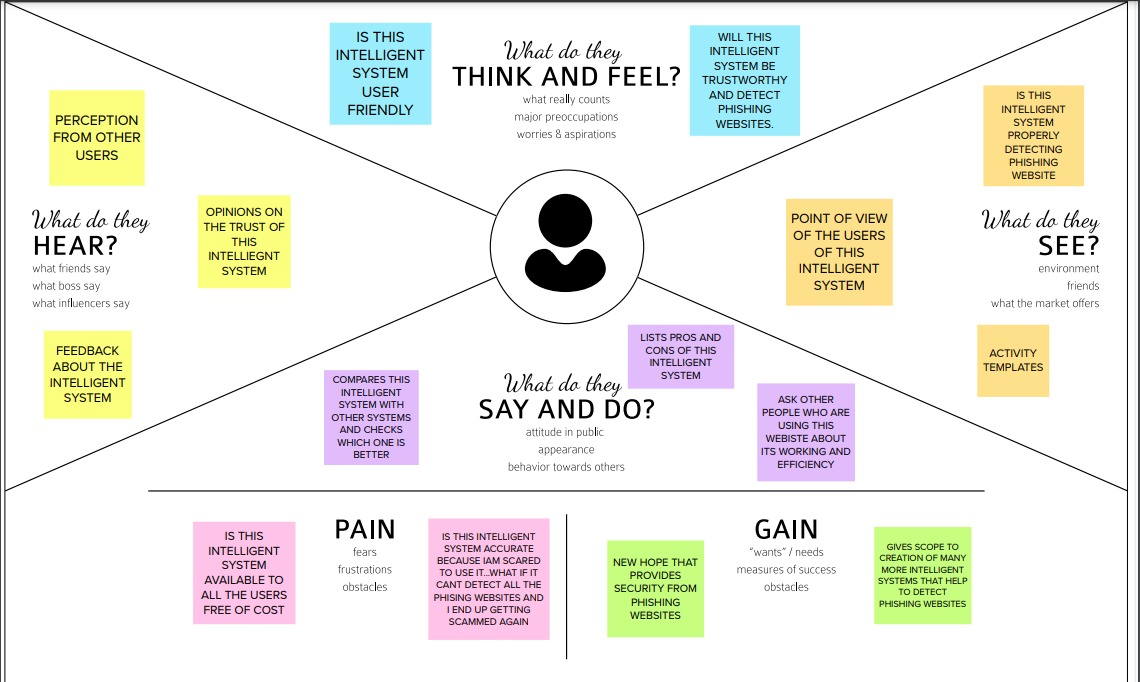 IS THIS
INTELLIGENT
SYSTEM
USER
FRIENDLY
What do they
THINK AND FEEL?
what really counts
major preoccupations
worries & aspirations
WILL THIS
INTELLIGENT
SYSTEM BE
TRUSTWORTHY
AND DETECT
PHISHING
WEBSITES.
PERCEPTION
FROM OTHER
USERS
What do they
HEAR?
what friends say
what boss say
what influencers say
OPINIONS ON
THE TRUST OF
THIS
INTELLIEGNT
SYSTEM
FEEDBACK
ABOUT THE
INTELLIGENT
SYSTEM
IS THIS
INTELLIGENT
SYSTEM
PROPERLY
DETECTING
PHISHING
WEBSITE
POINT OF VIEW
OF THE USERS
OF THIS
INTELLIGENT
SYSTEM
What do they
SEE?
environment
friends
what the market offers
ACTIVITY
TEMPLATES
COMPARES THIS
INTELLIGENT
SYSTEM WITH
OTHER SYSTEMS
AND CHECKS
WHICH ONE IS
BETTER
What do they
SAY AND DO?
attitude in public
appearance
behavior towards others
LISTS PROS AND
CONS OF THIS
INTELLIGENT
SYSTEM
ASK OTHER
PEOPLE WHO ARE
USING THIS
WEBISTE ABOUT
ITS WORKING AND
EFFICIENCY
IS THIS
INTELLIGENT
SYSTEM
AVAILABLE TO
ALL THE USERS
FREE OF COST
PAIN
fears
frustrations
obstacles
IS THIS INTELLIGENT
SYSTEM ACCURATE
BECAUSE IAM SCARED
TO USE IT...WHAT IF IT
CANT DETECT ALL THE
PHISING WEBSITES AND
I END UP GETTING
SCAMMED AGAIN
NEW HOPE THAT
PROVIDES
SECURITY FROM
PHISHING
WEBSITES
GAIN
"wants" / needs
measures of success
obstacles
GIVES SCOPE TO
CREATION OF MANY
MORE INTELLIGENT
SYSTEMS THAT HELP
TO DETECT
PHISHING WEBSITES